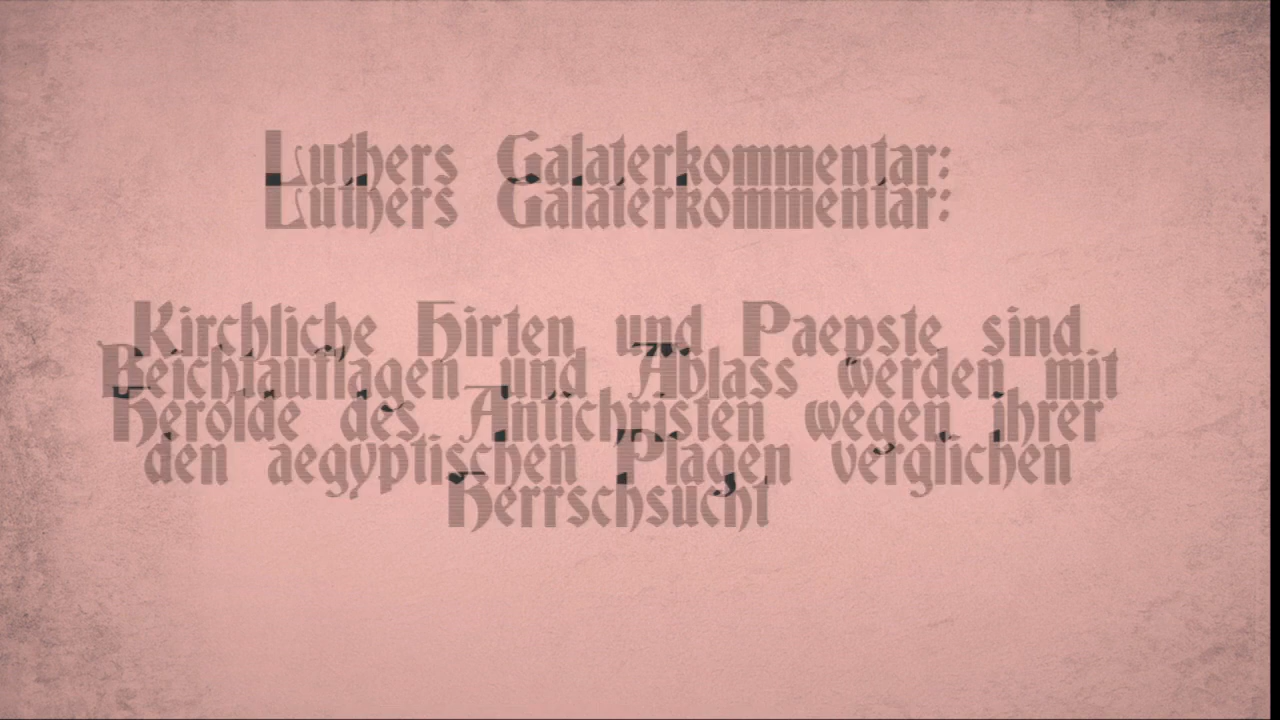 Luthers Galaterkommentar:
Luthers Galaterkommentar:
Kirchliche Hirten und Paepste sind
Beichtauflagen und Ablass werden mit
Herolde des Antichristen wegen ihrer
den aegyptischen Plagen verglichen
Herrschsucht